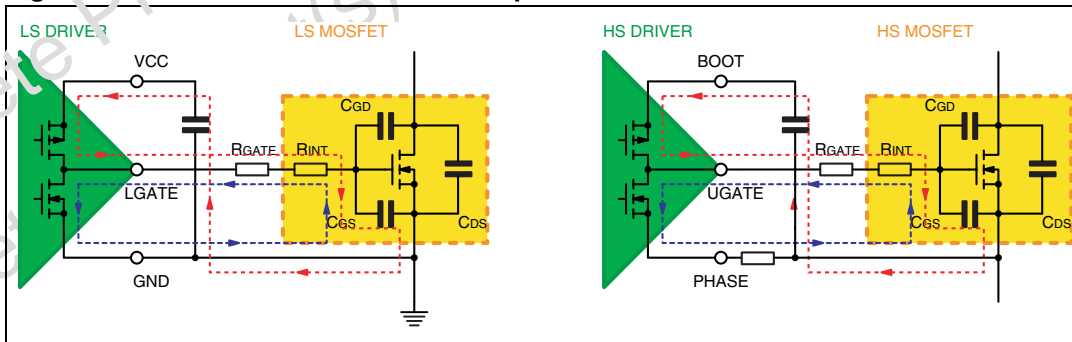 LS DRIVER
LS MOSFET
VCC
CGD
RGATE
RINT
LGATE
CGS
CDS
GND
HS DRIVER
HS MOSFET
BOOT
CGD
RGATE
RINT
UGATE
CGS
CDS
PHASE